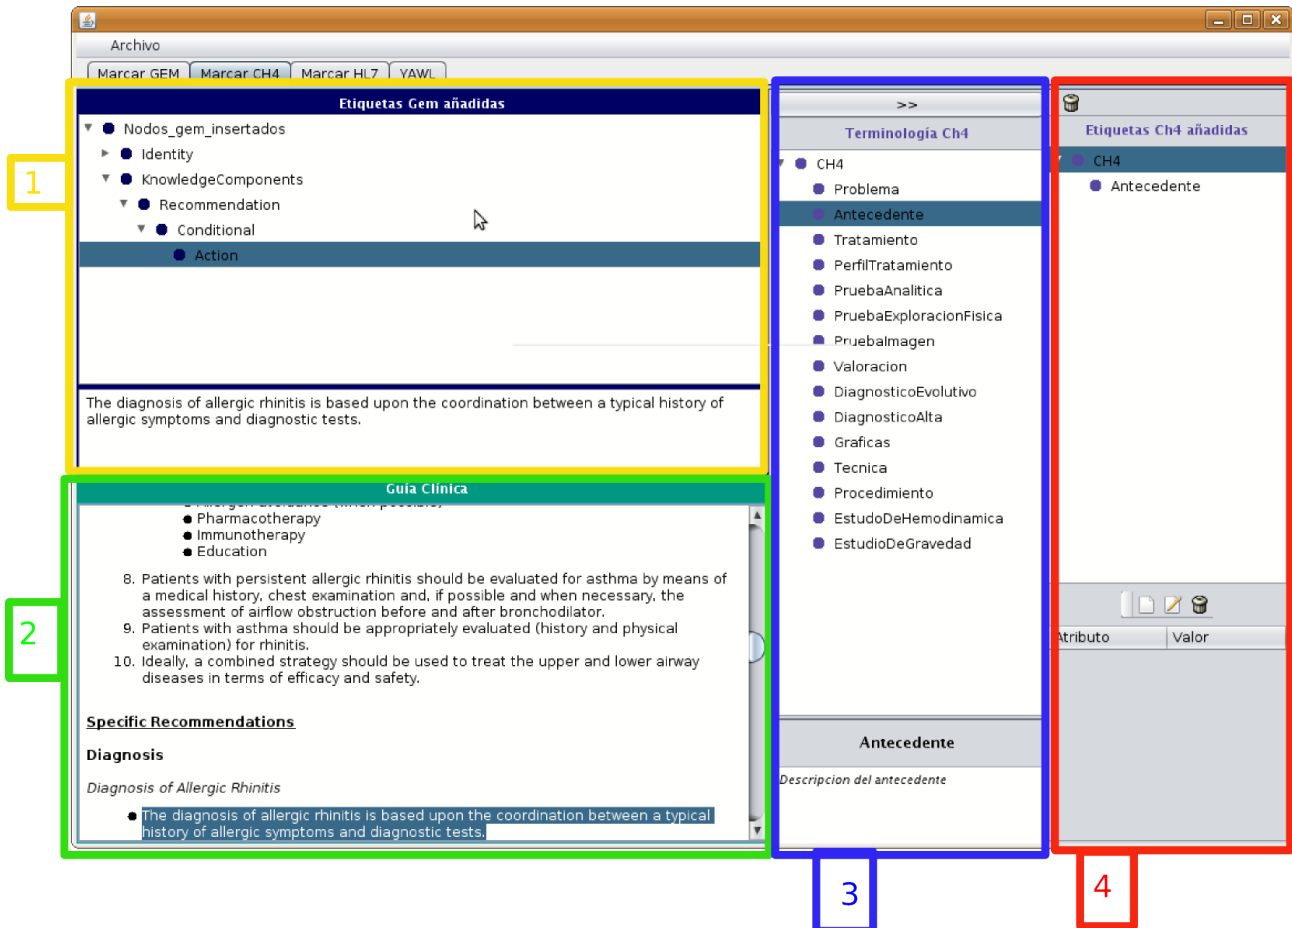 Archivo
Marcar GEM
Marcar CH4
Marcar HL7
YAWL
1
Etiquetas Gem añadidas
Nodos_gem_insertados
Identity
KnowledgeComponents
Recommendation
Conditional
Action
The diagnosis of allergic rhinitis is based upon the coordination between a typical history of
allergic symptoms and diagnostic tests.
2
Guía Clínica
Pharmacotherapy
Immunotherapy
Education
8. Patients with persistent allergic rhinitis should be evaluated for asthma by means of
a medical history, chest examination and, if possible and when necessary, the
assessment of airflow obstruction before and after bronchodilator.
9. Patients with asthma should be appropriately evaluated (history and physical
examination) for rhinitis.
10. Ideally, a combined strategy should be used to treat the upper and lower airway
diseases in terms of efficacy and safety.
Specific Recommendations
Diagnosis
Diagnosis of Allergic Rhinitis
The diagnosis of allergic rhinitis is based upon the coordination between a typical
history of allergic symptoms and diagnostic tests.
>>
Terminología Ch4
CH4
Problema
Antecedente
Tratamiento
PerfilTratamiento
PruebaAnalitica
PruebaExploracionFisica
PruebaImagen
Valoracion
DiagnosticoEvolutivo
DiagnosticoAlta
Graficas
Tecnica
Procedimiento
EstudoDeHemodinamica
EstudioDeGravedad
Antecedente
Descripcion del antecedente
3
Etiquetas Ch4 añadidas
CH4
Antecedente
Atributo
Valor
4